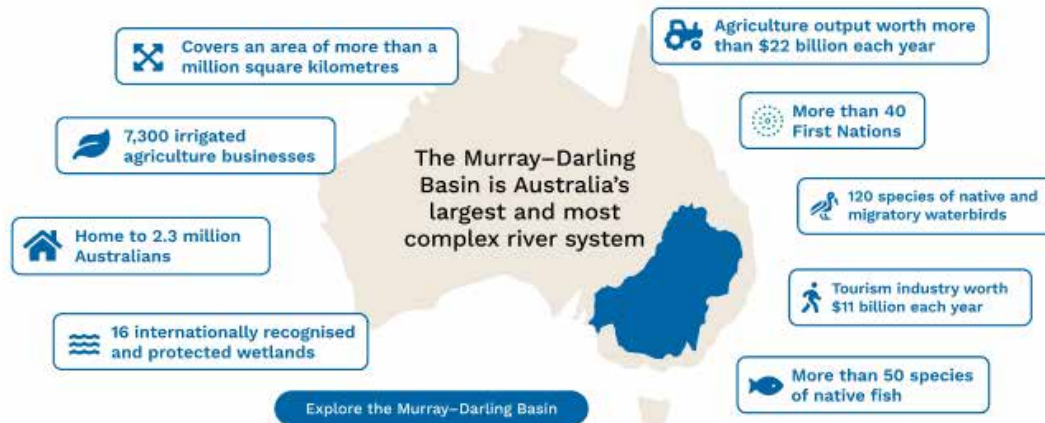 Covers an area of more than a
million square kilometres
7,300 irrigated
agriculture businesses
Home to 2.3 million
Australians
16 internationally recognised
and protected wetlands
The Murray–Darling
Basin is Australia's
largest and most
complex river system
Agriculture output worth more
than $22 billion each year
More than 40
First Nations
120 species of native and
migratory waterbirds
Tourism industry worth
$11 billion each year
More than 50 species
of native fish
Explore the Murray–Darling Basin